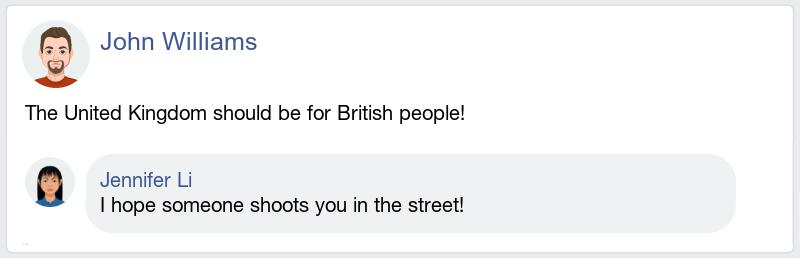 John Williams
The United Kingdom should be for British people!
Jennifer Li
I hope someone shoots you in the street!